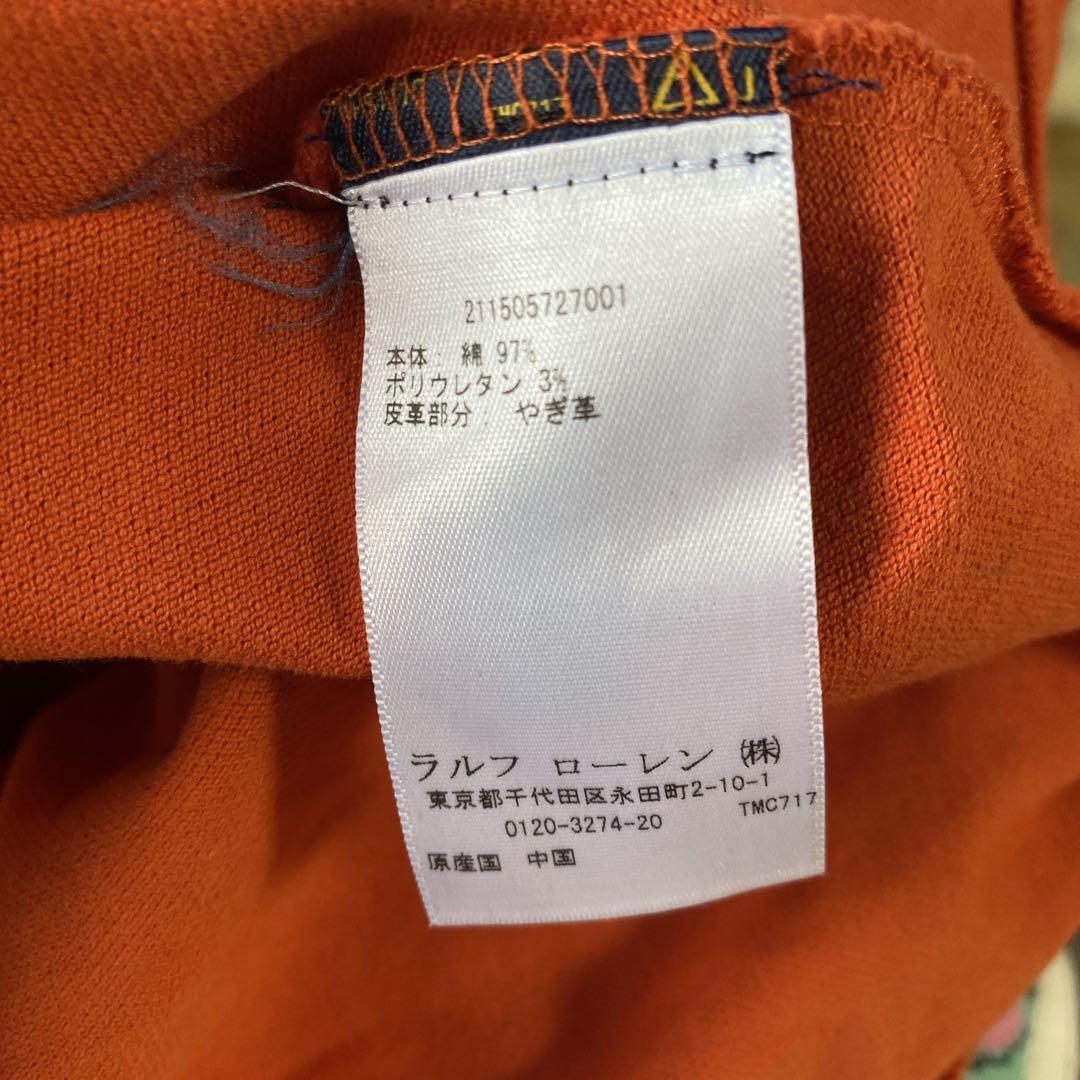 J
211505727001
本体: 綿 97%
ポリウレタン 3%
皮革部分: やぎ革
ラルフ ローレン ㈱
東京都千代田区永田町2-10-1
TMC717
0120-3274-20
原産国 中国